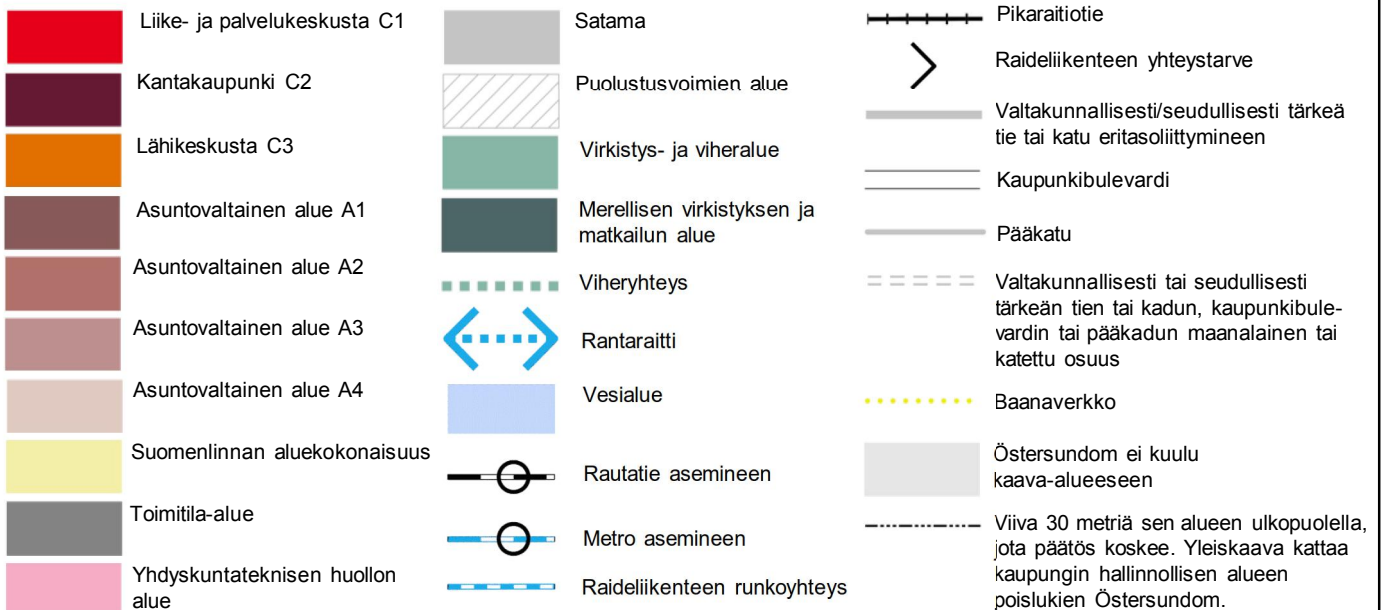 Liike- ja palvelukeskusta C1
Kantakaupunki C2
Lähikeskusta C3
Asuntovaltainen alue A1
Asuntovaltainen alue A2
Asuntovaltainen alue A3
Asuntovaltainen alue A4
Suomenlinnan aluekokonaisuus
Toimitila-alue
Yhdyskuntateknisen huollon
alue
Satama
Puolustusvoimien alue
Virkistys- ja viheralue
Merellisen virkistyksen ja
matkailun alue
Viheryhteys
Rantaraitti
Vesialue
Rautatie asemineen
Metro asemineen
Raideliikenteen runkoyhteys
Pikaraitiotie
Raideliikenteen yhteystarve
Valtakunnallisesti/seudullisesti tärkeä
tie tai katu eritasoliittymineen
Kaupunkibulevardi
Pääkatu
Valtakunnallisesti tai seudullisesti
tärkeän tien tai kadun, kaupunkibule-
vardin tai pääkadun maanalainen tai
katettu osuus
Baanaverkko
Östersundom ei kuulu
kaava-alueeseen
Viiva 30 metriä sen alueen ulkopuolella,
jota päätös koskee. Yleiskaava kattaa
kaupungin hallinnollisen alueen
poislukien Östersundom.